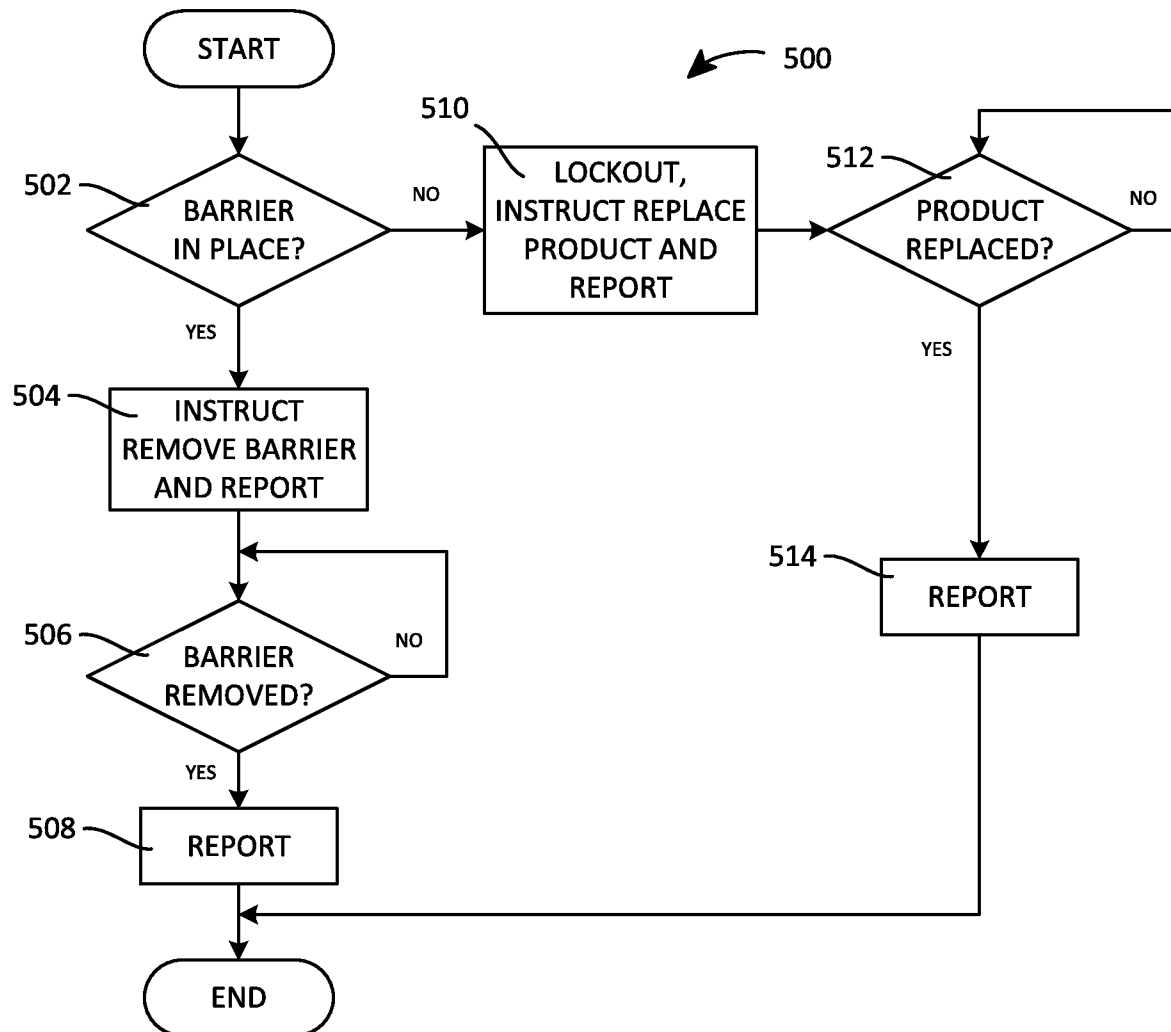 START
500
510
502
BARRIER
IN PLACE?
NO
LOCKOUT,
INSTRUCT REPLACE
PRODUCT AND
REPORT
512
PRODUCT
REPLACED?
NO
YES
YES
504
INSTRUCT
REMOVE BARRIER
AND REPORT
514
REPORT
506
BARRIER
REMOVED?
NO
YES
508
REPORT
END